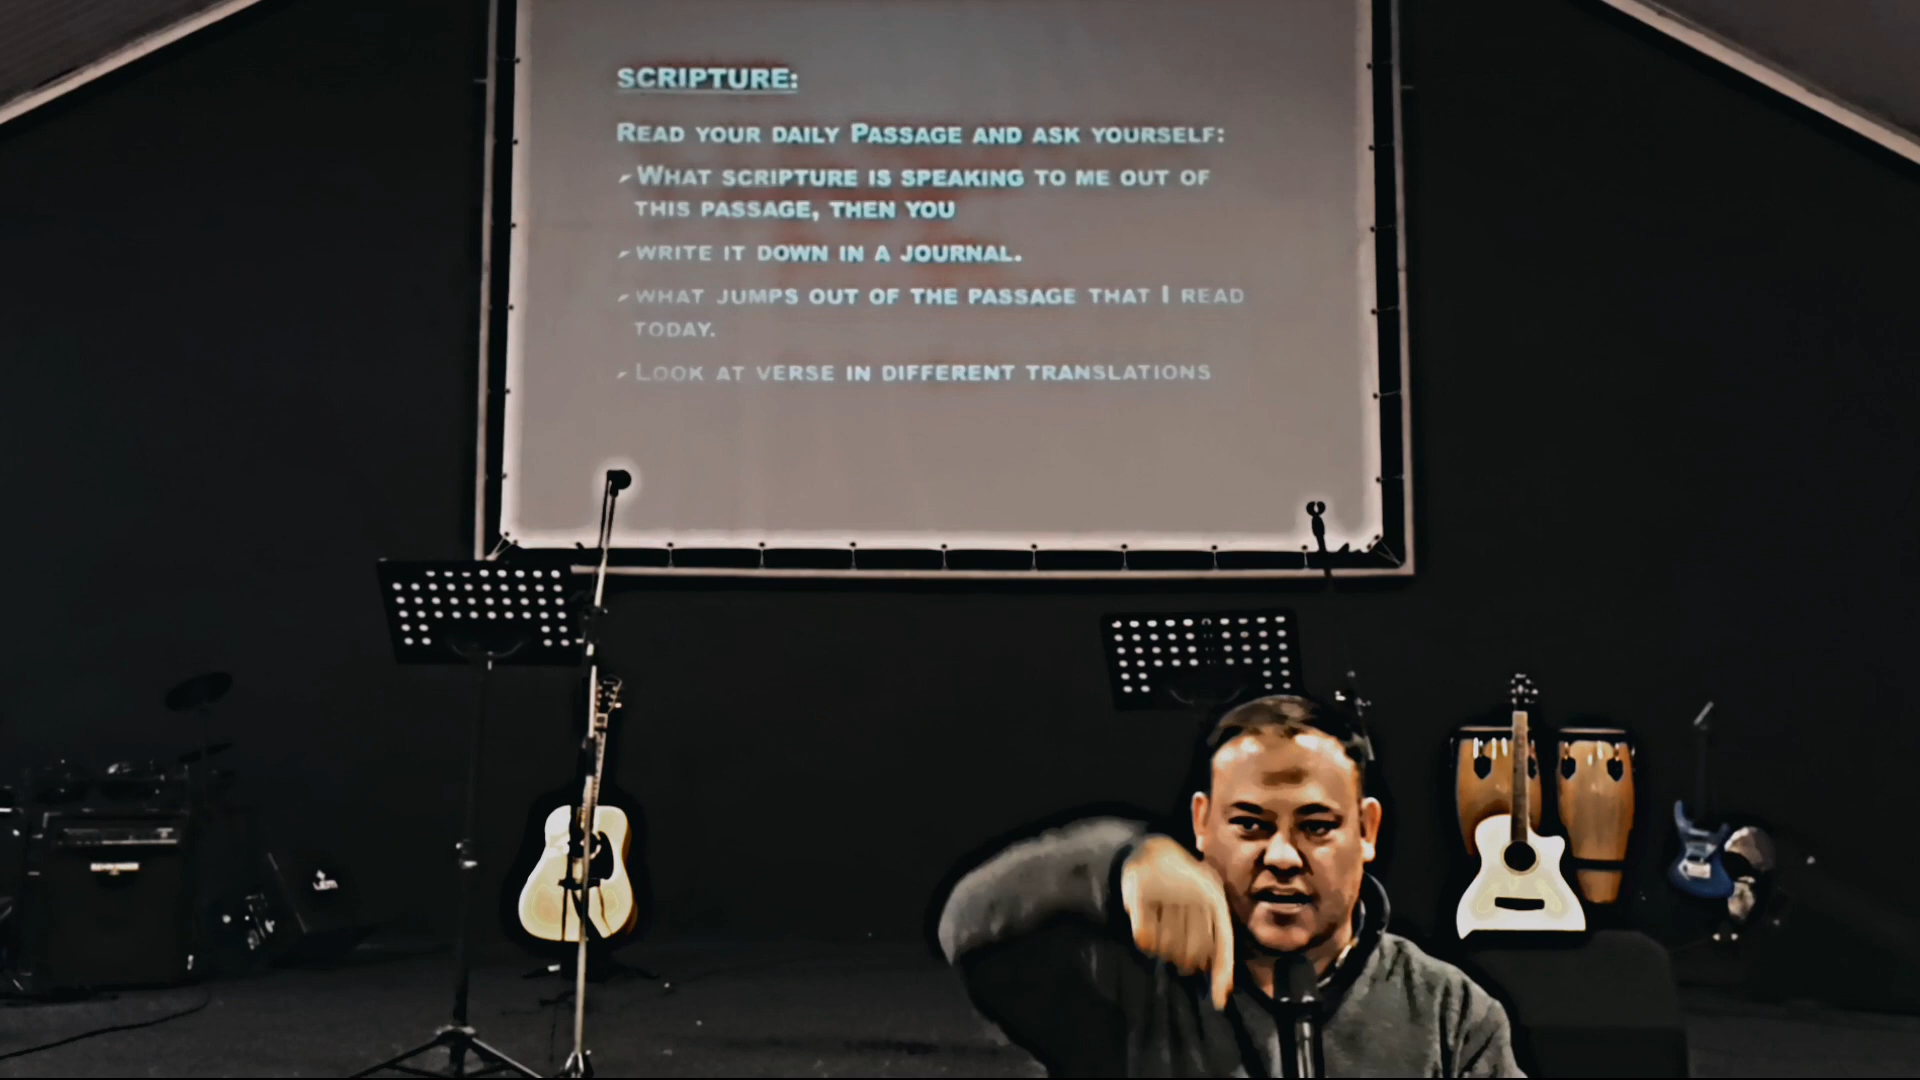 SCRIPTURE:
READ YOUR DAILY PASSAGE AND ASK YOURSELF:
WHAT SCRIPTURE IS SPEAKING TO ME OUT OF
THIS PASSAGE, THEN YOU
WRITE IT DOWN IN A JOURNAL.
WHAT JUMPS OUT OF THE PASSAGE THAT I READ
TODAY.
LOOK AT VERSE IN DIFFERENT TRANSLATIONS